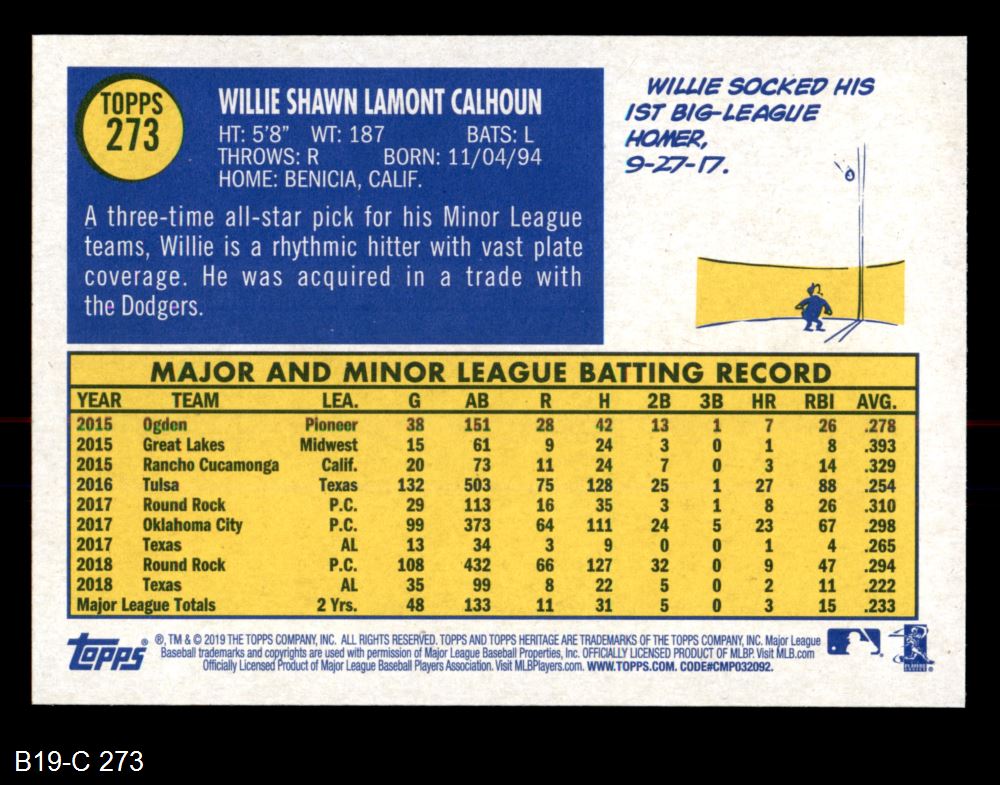 TOPPS
273
WILLIE SHAWN LAMONT CALHOUN
HT: 5'8" WT: 187 BATS: L
THROWS: R BORN: 11/04/94
HOME: BENICIA, CALIF.
A three-time all-star pick for his Minor League
teams, Willie is a rhythmic hitter with vast plate
coverage. He was acquired in a trade with
the Dodgers.
WILLIE SOCKED HIS
1ST BIG-LEAGUE
HOMER,
9-27-17.
MAJOR AND MINOR LEAGUE BATTING RECORD
YEAR TEAM LEA. G AB R H 2B 3B HR RBI AVG.
2015 Ogden Pioneer 38 151 28 42 13 1 7 26 .278
2015 Great Lakes Midwest 15 61 9 24 3 0 1 8 .393
2015 Rancho Cucamonga Calif. 20 73 11 24 7 0 3 14 .329
2016 Tulsa Texas 132 503 75 128 25 1 27 88 .254
2017 Round Rock P.C. 29 113 16 35 3 1 8 26 .310
2017 Oklahoma City P.C. 99 373 64 111 24 5 23 67 .298
2017 Texas AL 13 34 3 9 0 0 1 4 .265
2018 Round Rock P.C. 108 432 66 127 32 0 9 47 .294
2018 Texas AL 35 99 8 22 5 0 2 11 .222
Major League Totals 2 Yrs. 48 133 11 31 5 0 3 15 .233
Topps ® ®, TM & © 2019 THE TOPPS COMPANY, INC. ALL RIGHTS RESERVED. TOPPS AND TOPPS HERITAGE ARE TRADEMARKS OF THE TOPPS COMPANY, INC. Major League
Baseball trademarks and copyrights are used with permission of Major League Baseball Properties, Inc. OFFICIALLY LICENSED PRODUCT OF MLBP. Visit MLB.com
Officially Licensed Product of Major League Baseball Players Association. Visit MLBPlayers.com. WWW.TOPPS.COM. CODE#CMP032092.
B19-C 273